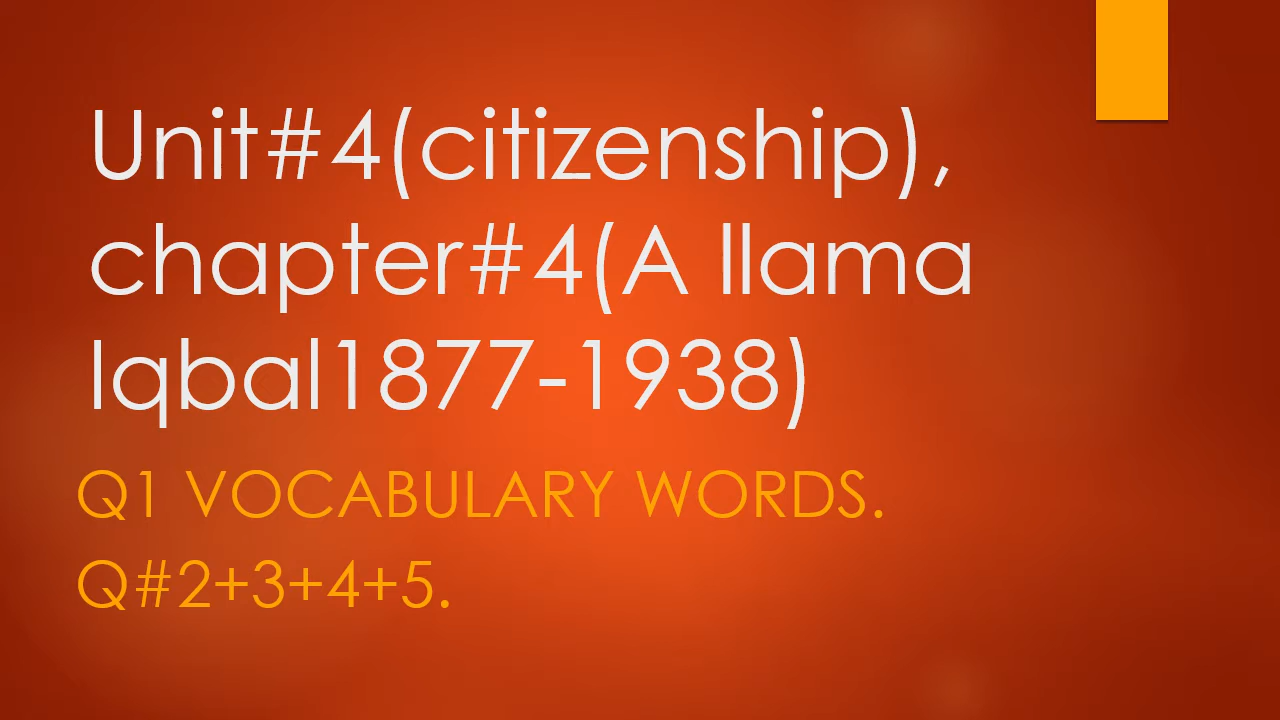 Unit#4(citizenship),
chapter#4(A llama
Iqbal1877-1938)
Q1 VOCABULARY WORDS.
Q#2+3+4+5.